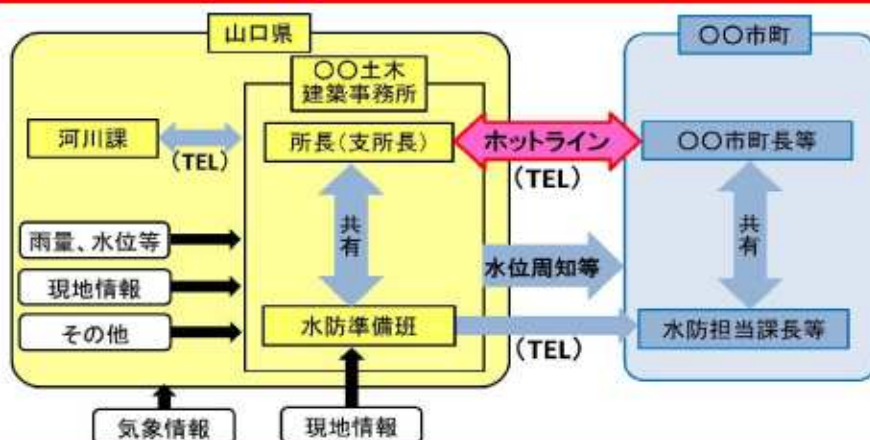 山口県
〇〇市町
〇〇土木
建築事務所
河川課
(TEL)
所長(支所長)
ホットライン
(TEL)
〇〇市町長等
共有
共有
雨量、水位等
現地情報
その他
水位周知等
水防準備班
(TEL)
水防担当課長等
気象情報
現地情報